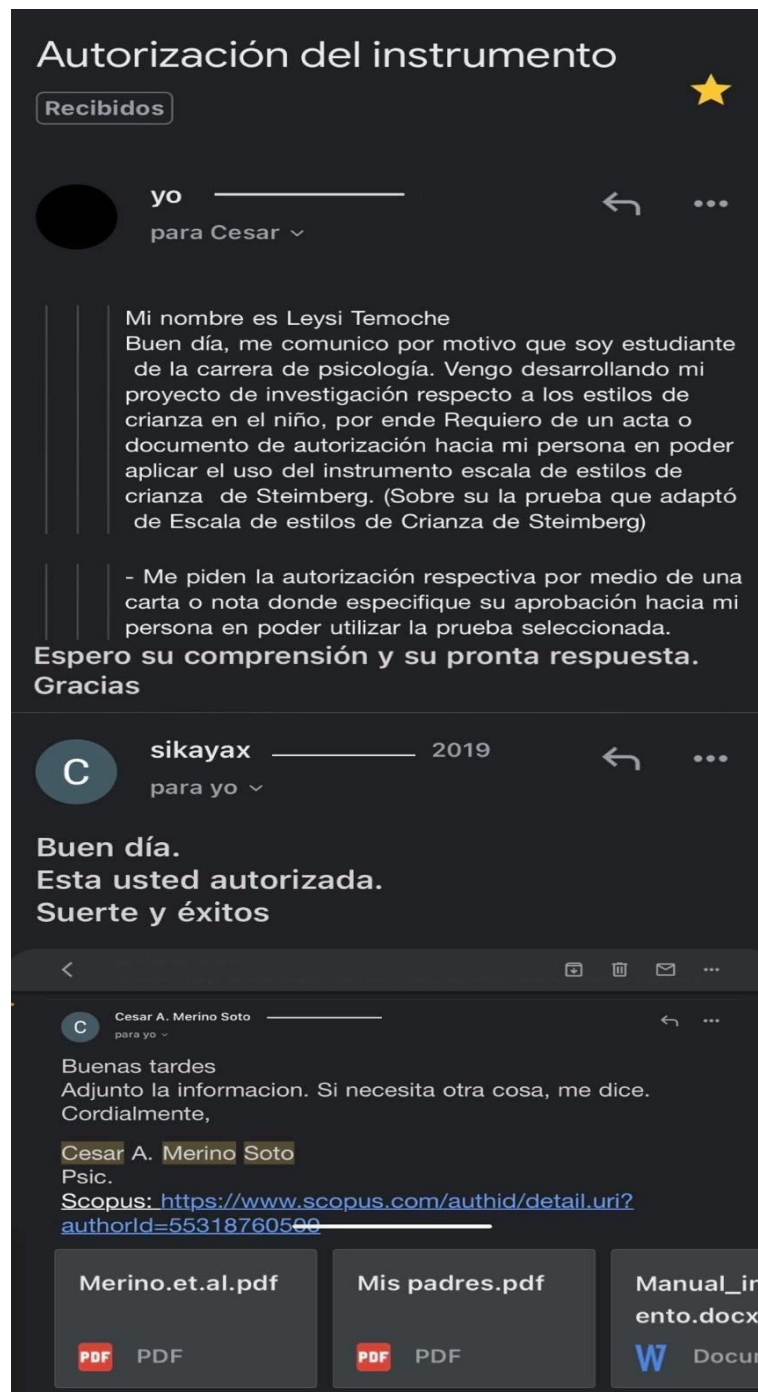 Autorización del instrumento
Recibidos
yo
para Cesar
Mi nombre es Leysi Temoche
Buen día, me comunico por motivo que soy estudiante
de la carrera de psicología. Vengo desarrollando mi
proyecto de investigación respecto a los estilos de
crianza en el niño, por ende Requiero de un acta o
documento de autorización hacia mi persona en poder
aplicar el uso del instrumento escala de estilos de
crianza de Steimberg. (Sobre su la prueba que adaptó
de Escala de estilos de Crianza de Steimberg)
- Me piden la autorización respectiva por medio de una
carta o nota donde especifique su aprobación hacia mi
persona en poder utilizar la prueba seleccionada.
Espero su comprensión y su pronta respuesta.
Gracias
C
sikayax 2019
para yo
Buen día.
Esta usted autorizada.
Suerte y éxitos
C
Cesar A. Merino Soto
para yo
Buenas tardes
Adjunto la informacion. Si necesita otra cosa, me dice.
Cordialmente,
Cesar A. Merino Soto
Psic.
Scopus: https://www.scopus.com/authid/detail.uri?
Merino.et.al.pdf
PDF PDF
Mis padres.pdf
PDF PDF
Manual_in
ento.docx
W Docu